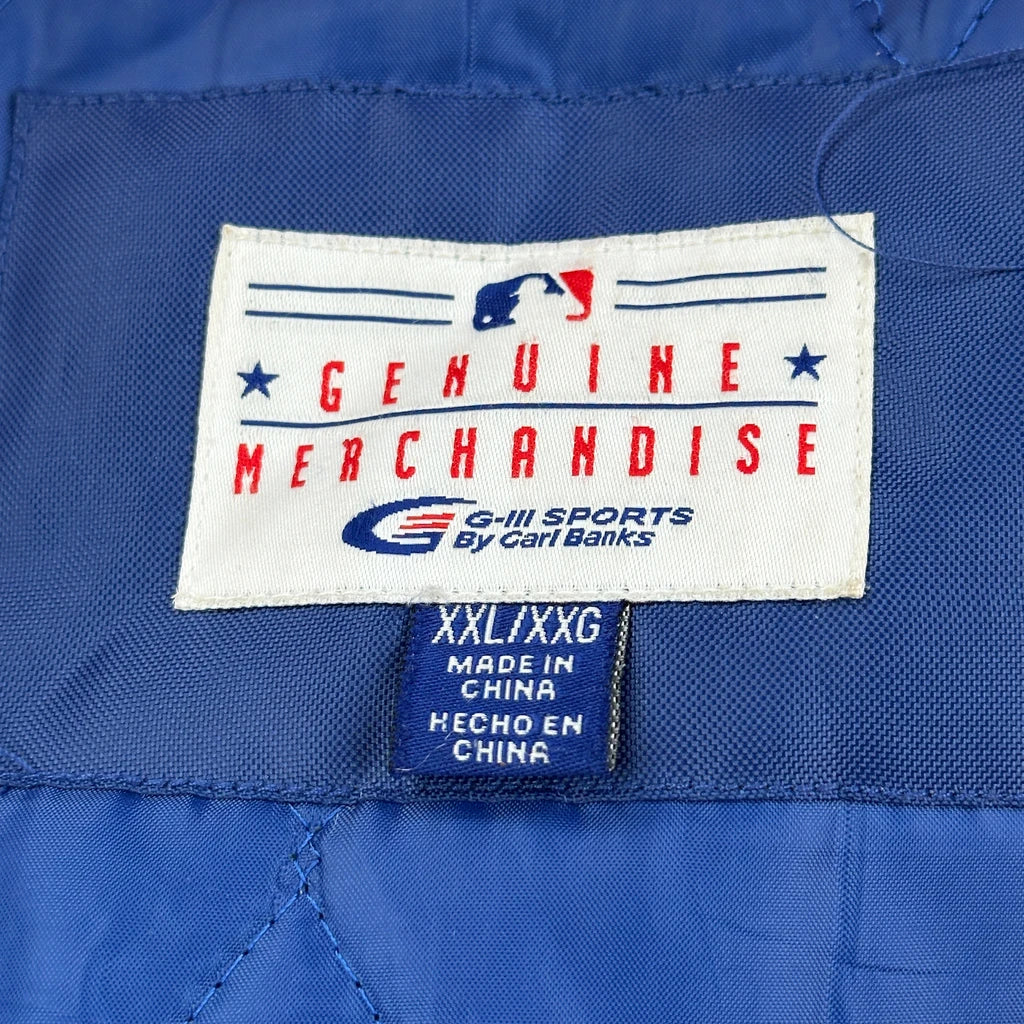 GENUINE
MERCHANDISE
G-III SPORTS
By Carl Banks
XXL/XXG
MADE IN
CHINA
HECHO EN
CHINA